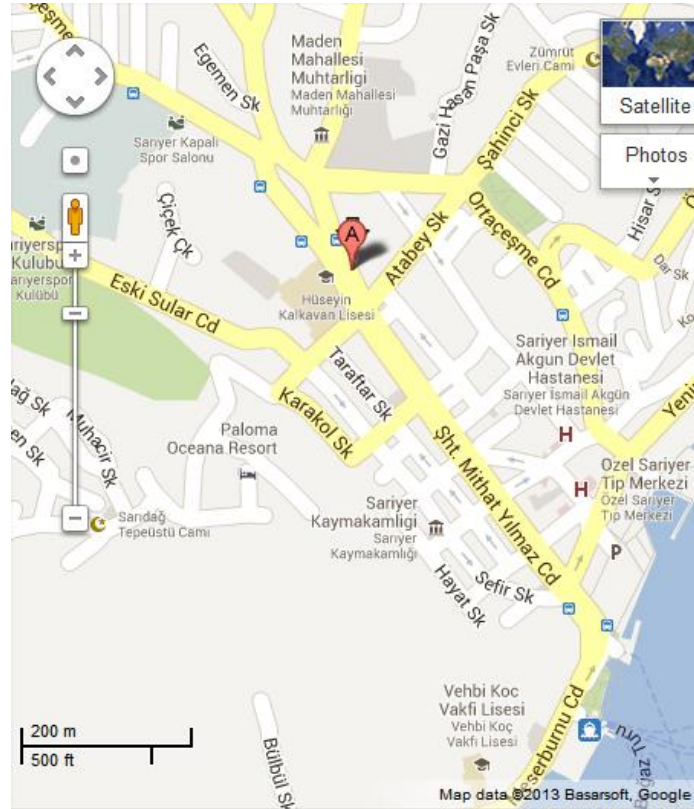 Çeşme
Egemen Sk
Maden
Mahallesi
Muhtarligi
Maden Mahallesi
Muhtarlığı
Gazi Hasan Paşa Sk
Zümrüt
Evleri Cami
Satellite
Photos
Sarıyer Kapalı
Spor Salonu
Şahinci Sk
Çiçek Çk
A
Atabey Sk
Ortaçeşme Cd
Hisar
Dar Sk
Kulubu
Kulübü
Eski Sular Cd
Hüseyin
Kalkavan Lisesi
Sariyer Ismail
Akgun Devlet
Hastanesi
Sarıyer İsmail Akgün
Devlet Hastanesi
Taraftar Sk
Karakol Sk
Muhacir Sk
Paloma
Oceana Resort
H
Şht. Mithat Yılmaz Cd
Özel Sariyer
Tip Merkezi
Özel Sarıyer
Tıp Merkezi
H
Sarıdağ
Tepeüstü Cami
Sariyer
Kaymakamligi
Sarıyer
Kaymakamlığı
P
Sefir Sk
Hayat Sk
Vehbi Koc
Vakfi Lisesi
Vehbi Koç
Vakfı Lisesi
200 m
500 ft
Bülbül Sk
Turu
Map data ©2013 Basarsoft, Google